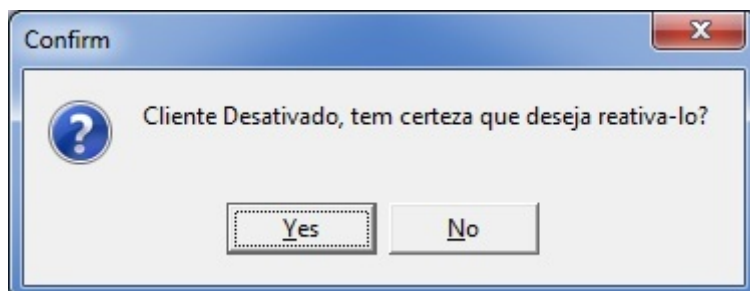 Confirm
Cliente Desativado, tem certeza que deseja reativa-lo?
Yes
No